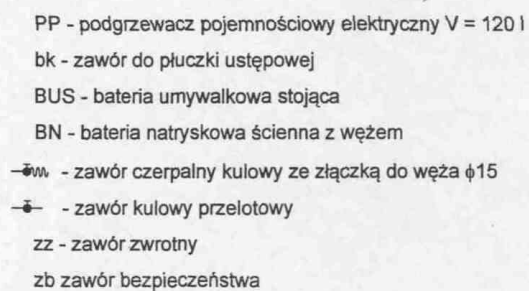 PP - podgrzewacz pojemnościowy elektryczny V = 120 l
bk - zawór do płuczki ustępowej
BUS - bateria umywalkowa stojąca
BN - bateria natryskowa ścienna z wężem
- zawór czerpalny kulowy ze złączką do węża ϕ15
- zawór kulowy przelotowy
zz - zawór zwrotny
zb zawór bezpieczeństwa